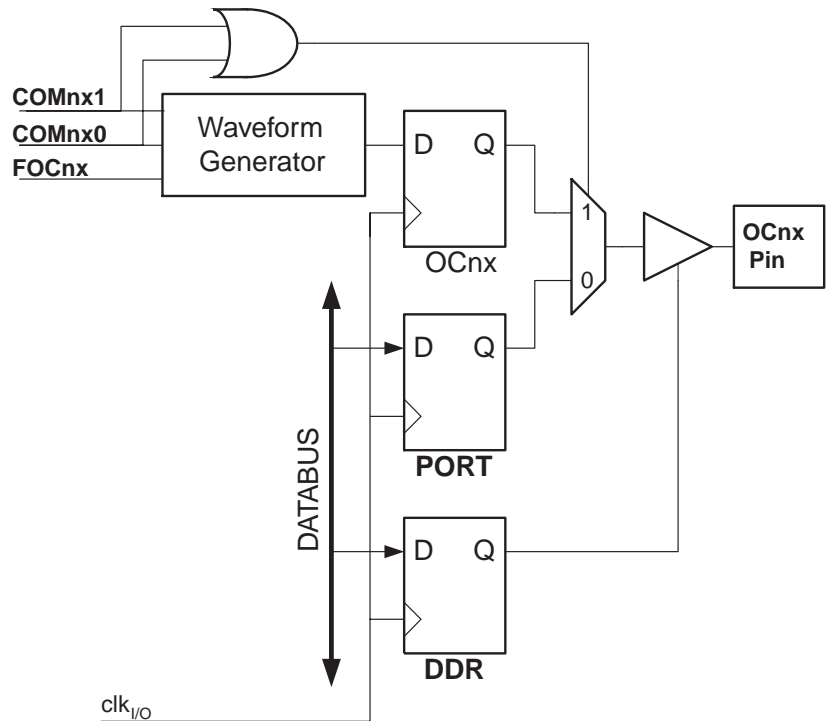 COMnx1
COMnx0
FOCnx
Waveform
Generator
D Q
OCnx
1
0
OCnx
Pin
D Q
PORT
DATABUS
D Q
DDR
clkI/O